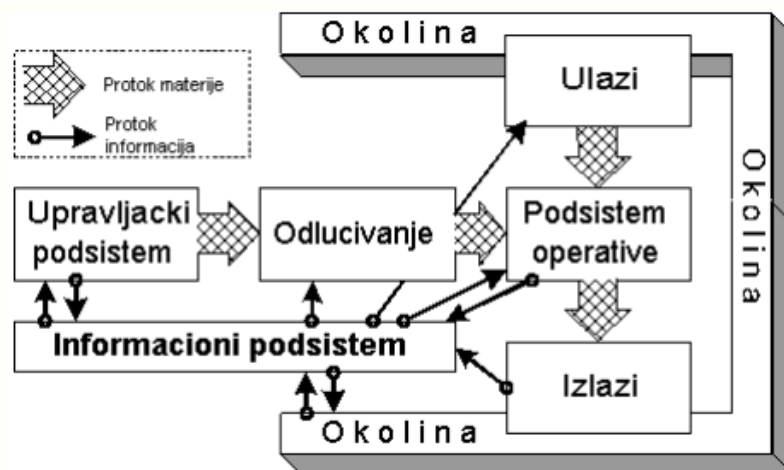 Okolina
Ulazi
Protok materije
Protok
informacija
Okolina
Upravljacki
podsistem
Odlucivanje
Podsistem
operative
Informacioni podsistem
Izlazi
Okolina